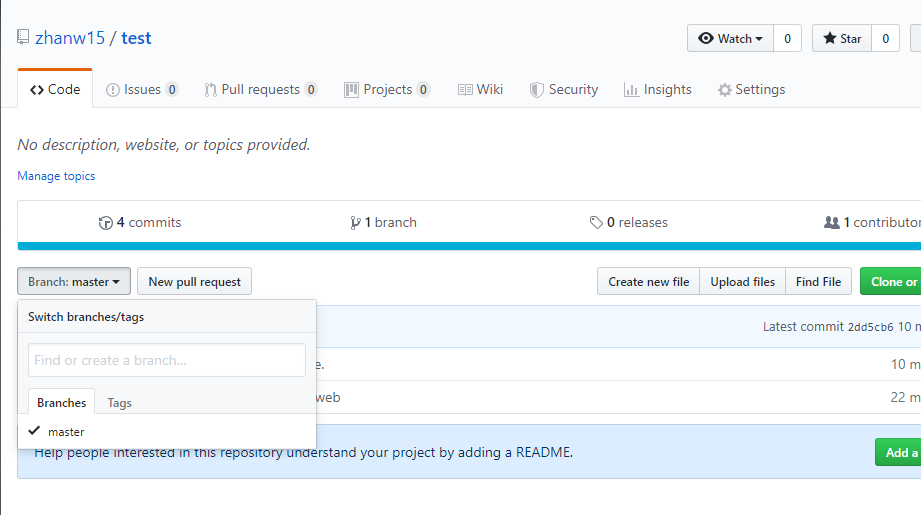 zhanw15 / test
Watch 0 Star 0
Code Issues 0 Pull requests 0 Projects 0 Wiki Security Insights Settings
No description, website, or topics provided.
Manage topics
4 commits 1 branch 0 releases 1 contributor
Branch: master New pull request Create new file Upload files Find File Clone or
Switch branches/tags
Latest commit 2dd5cb6 10 m
Find or create a branch...
e. 10 m
Branches Tags
web 22 m
master
Help people interested in this repository understand your project by adding a README. Add a